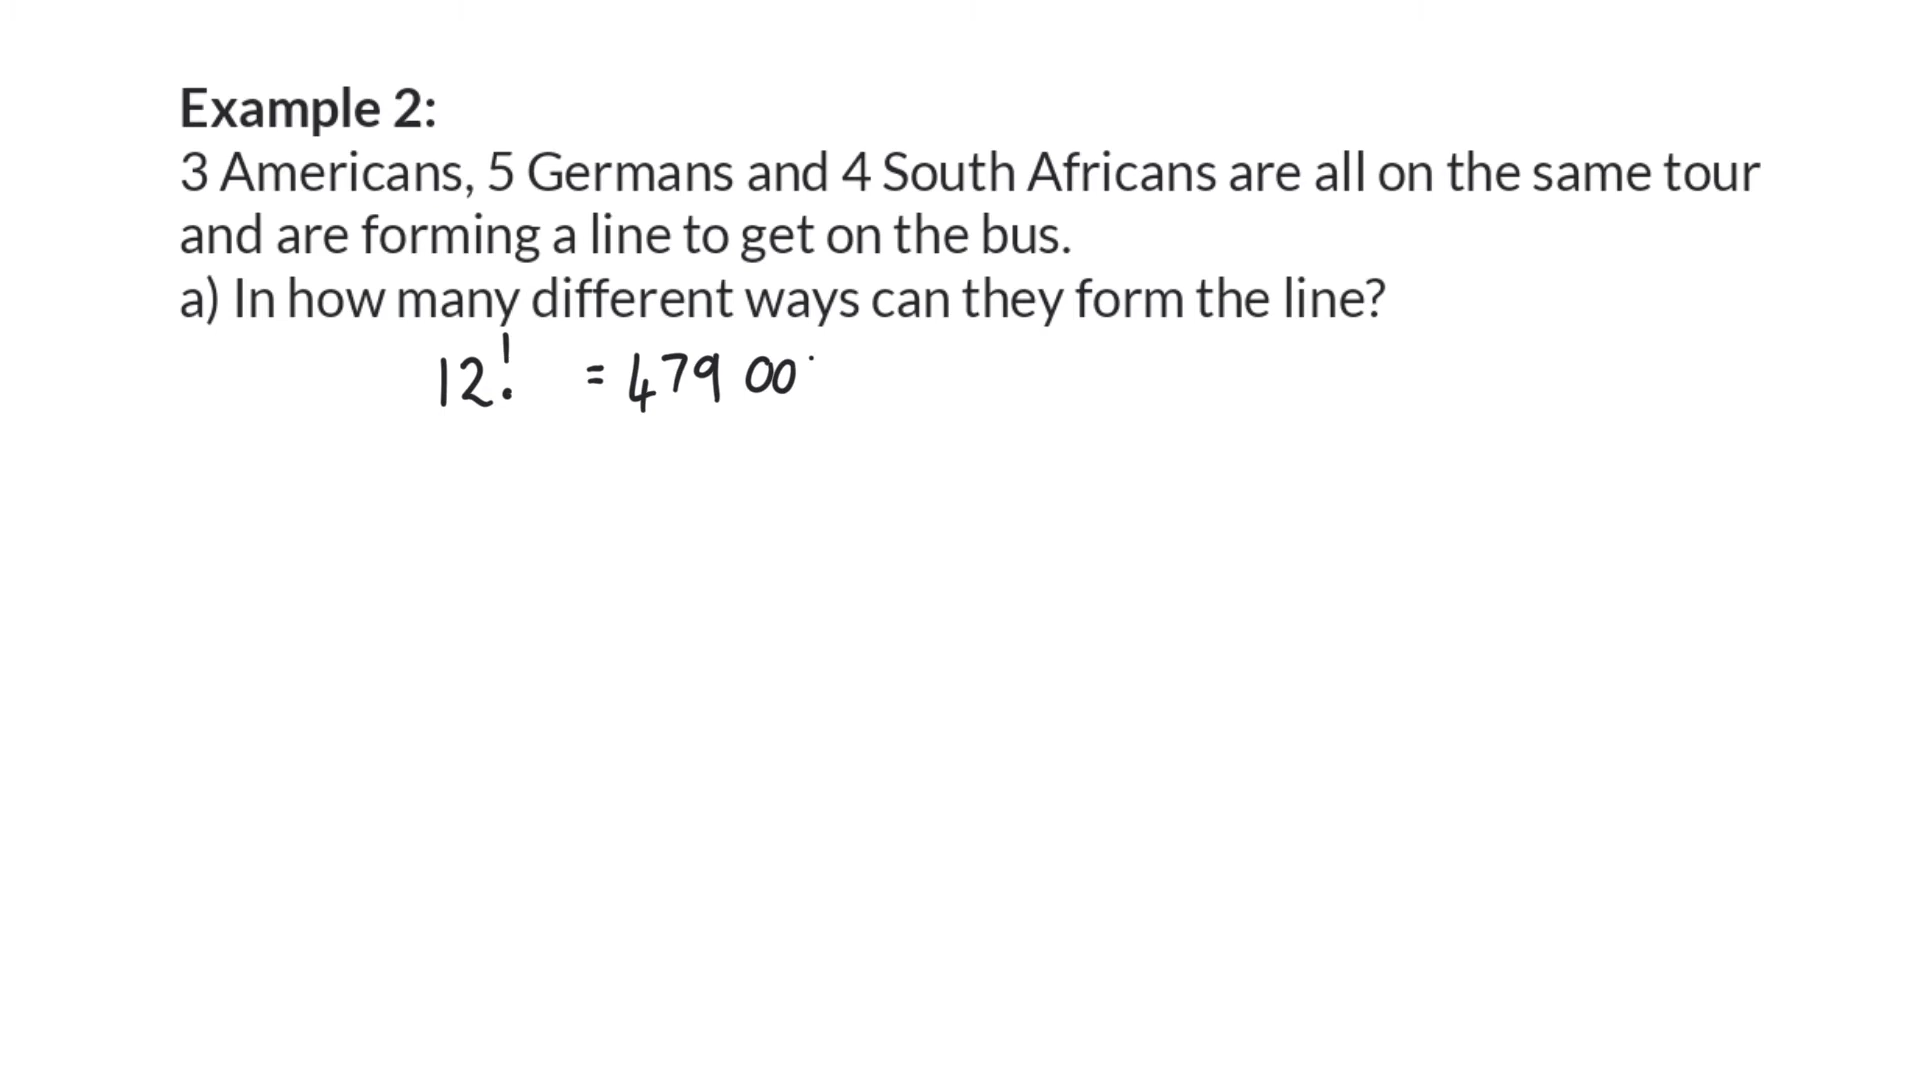 Example 2:
3 Americans, 5 Germans and 4 South Africans are all on the same tour
and are forming a line to get on the bus.
a) In how many different ways can they form the line?
12! = 479 00